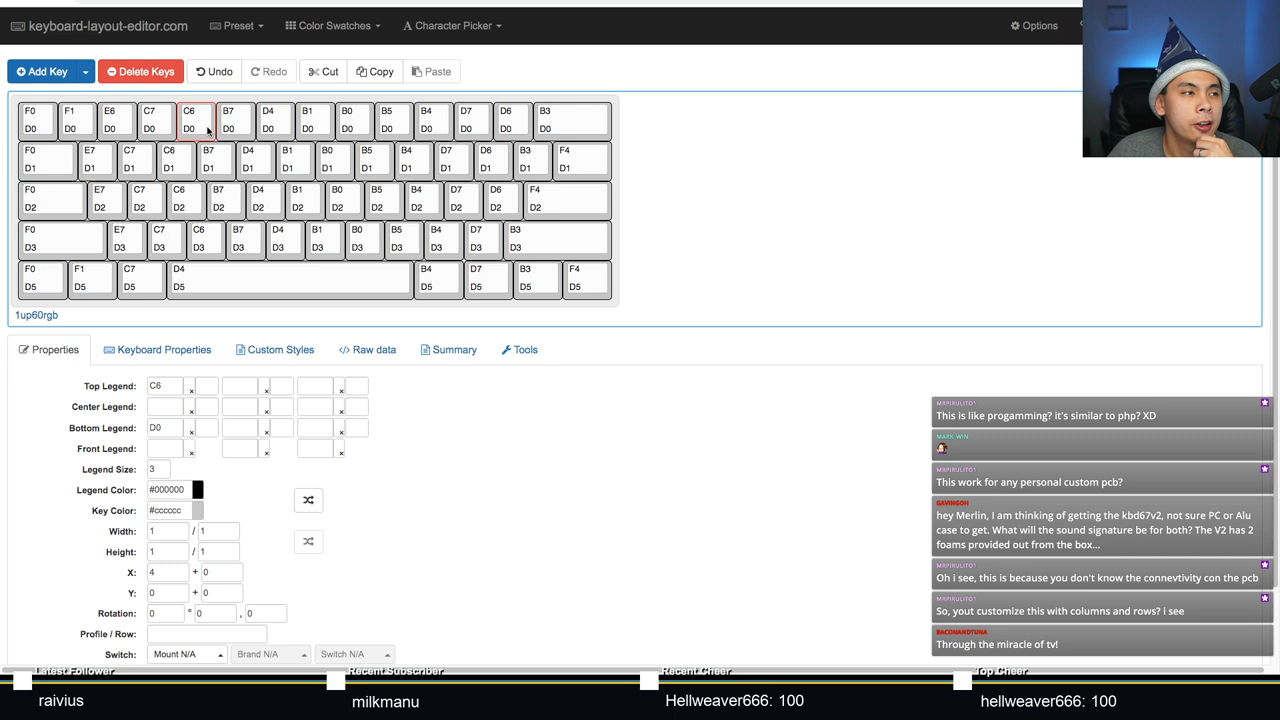 keyboard-layout-editor.com Preset Color Swatches Character Picker Options
Add Key Delete Keys Undo Redo Cut Copy Paste
F0 F1 E6 C7 C6 B7 D4 B1 B0 B5 B4 D7 D6 B3
D0 D0 D0 D0 D0 D0 D0 D0 D0 D0 D0 D0 D0 D0
F0 E7 C7 C6 B7 D4 B1 B0 B5 B4 D7 D6 B3 F4
D1 D1 D1 D1 D1 D1 D1 D1 D1 D1 D1 D1 D1 D1
F0 E7 C7 C6 B7 D4 B1 B0 B5 B4 D7 D6 F4
D2 D2 D2 D2 D2 D2 D2 D2 D2 D2 D2 D2 D2
F0 E7 C7 C6 B7 D4 B1 B0 B5 B4 D7 B3
D3 D3 D3 D3 D3 D3 D3 D3 D3 D3 D3 D3
F0 F1 C7 D4 B4 D7 B3 F4
D5 D5 D5 D5 D5 D5 D5 D5
1up60rgb
Properties Keyboard Properties Custom Styles </> Raw data Summary Tools
Top Legend: C6 x x x
Center Legend: x x x
Bottom Legend: D0 x x x
Front Legend: x x x
Legend Size: 3
Legend Color: #000000
Key Color: #cccccc
Width: 1 / 1
Height: 1 / 1
X: 4 + 0
Y: 0 + 0
Rotation: 0 ° 0 , 0
Profile / Row:
Switch: Mount N/A Brand N/A Switch N/A
MRPIRULITO1
This is like progamming? it's similar to php? XD
MARK WIN
MRPIRULITO1
This work for any personal custom pcb?
GAVINGOH
hey Merlin, I am thinking of getting the kbd67v2, not sure PC or Alu
case to get. What will the sound signature be for both? The V2 has 2
foams provided out from the box...
MRPIRULITO1
Oh i see, this is because you don't know the connevtivity con the pcb
MRPIRULITO1
So, yout customize this with columns and rows? i see
BACONANDTUNA
Through the miracle of tv!
Latest Follower
raivius
Recent Subscriber
milkmanu
Recent Cheer
Hellweaver666: 100
Top Cheer
hellweaver666: 100